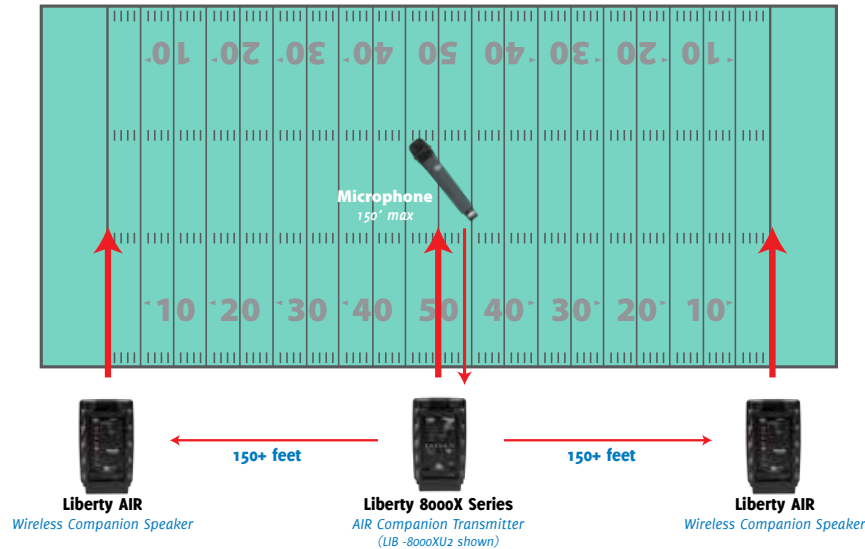 10 20 30 40 50 40 30 20 10
Microphone
150' max
10 20 30 40 50 40 30 20 10
150+ feet
150+ feet
Liberty AIR
Wireless Companion Speaker
Liberty 8000X Series
AIR Companion Transmitter
(LIB -8000XU2 shown)
Liberty AIR
Wireless Companion Speaker